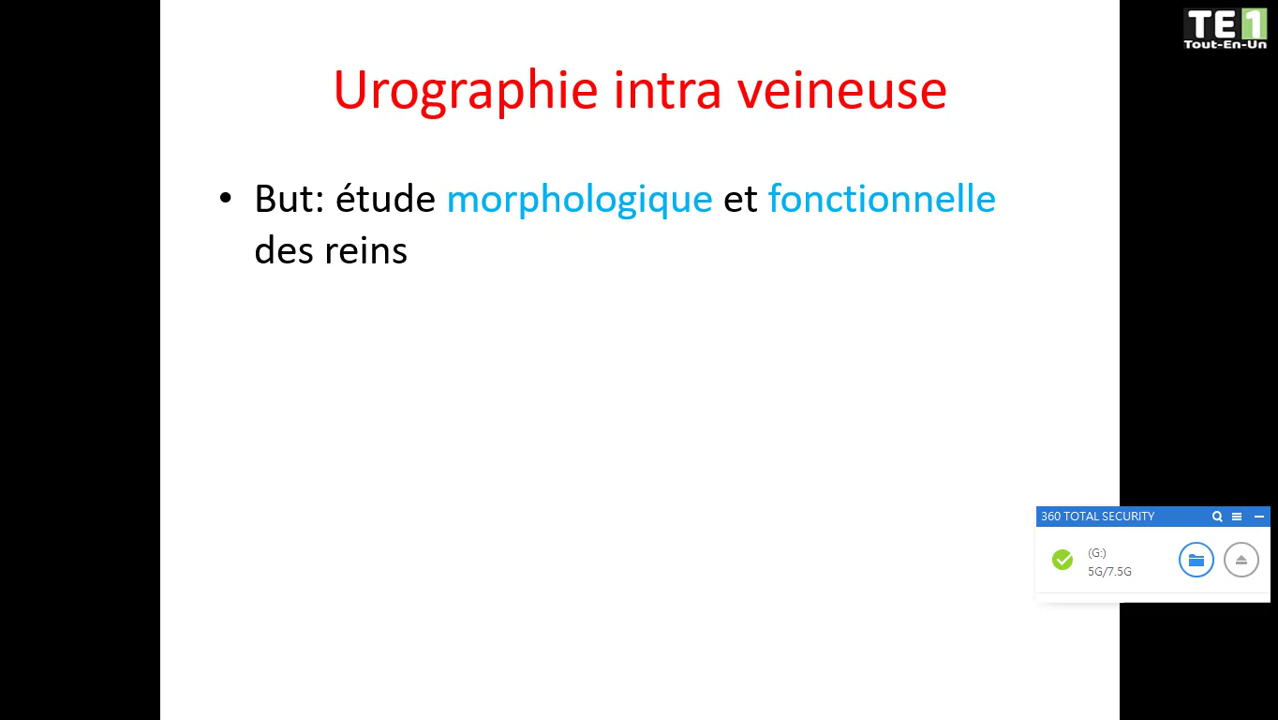 TE1
Tout-En-Un
Urographie intra veineuse
• But: étude morphologique et fonctionnelle
des reins
360 TOTAL SECURITY
(G:)
5G/7.5G